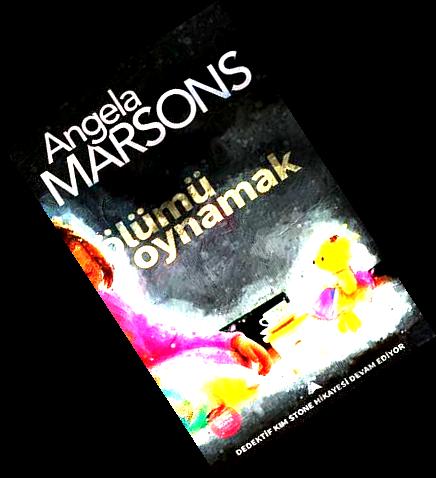 Angela
MARSONS
ölümü
oynamak
DEDEKTİF KIM STONE HİKAYESİ DEVAM EDİYOR